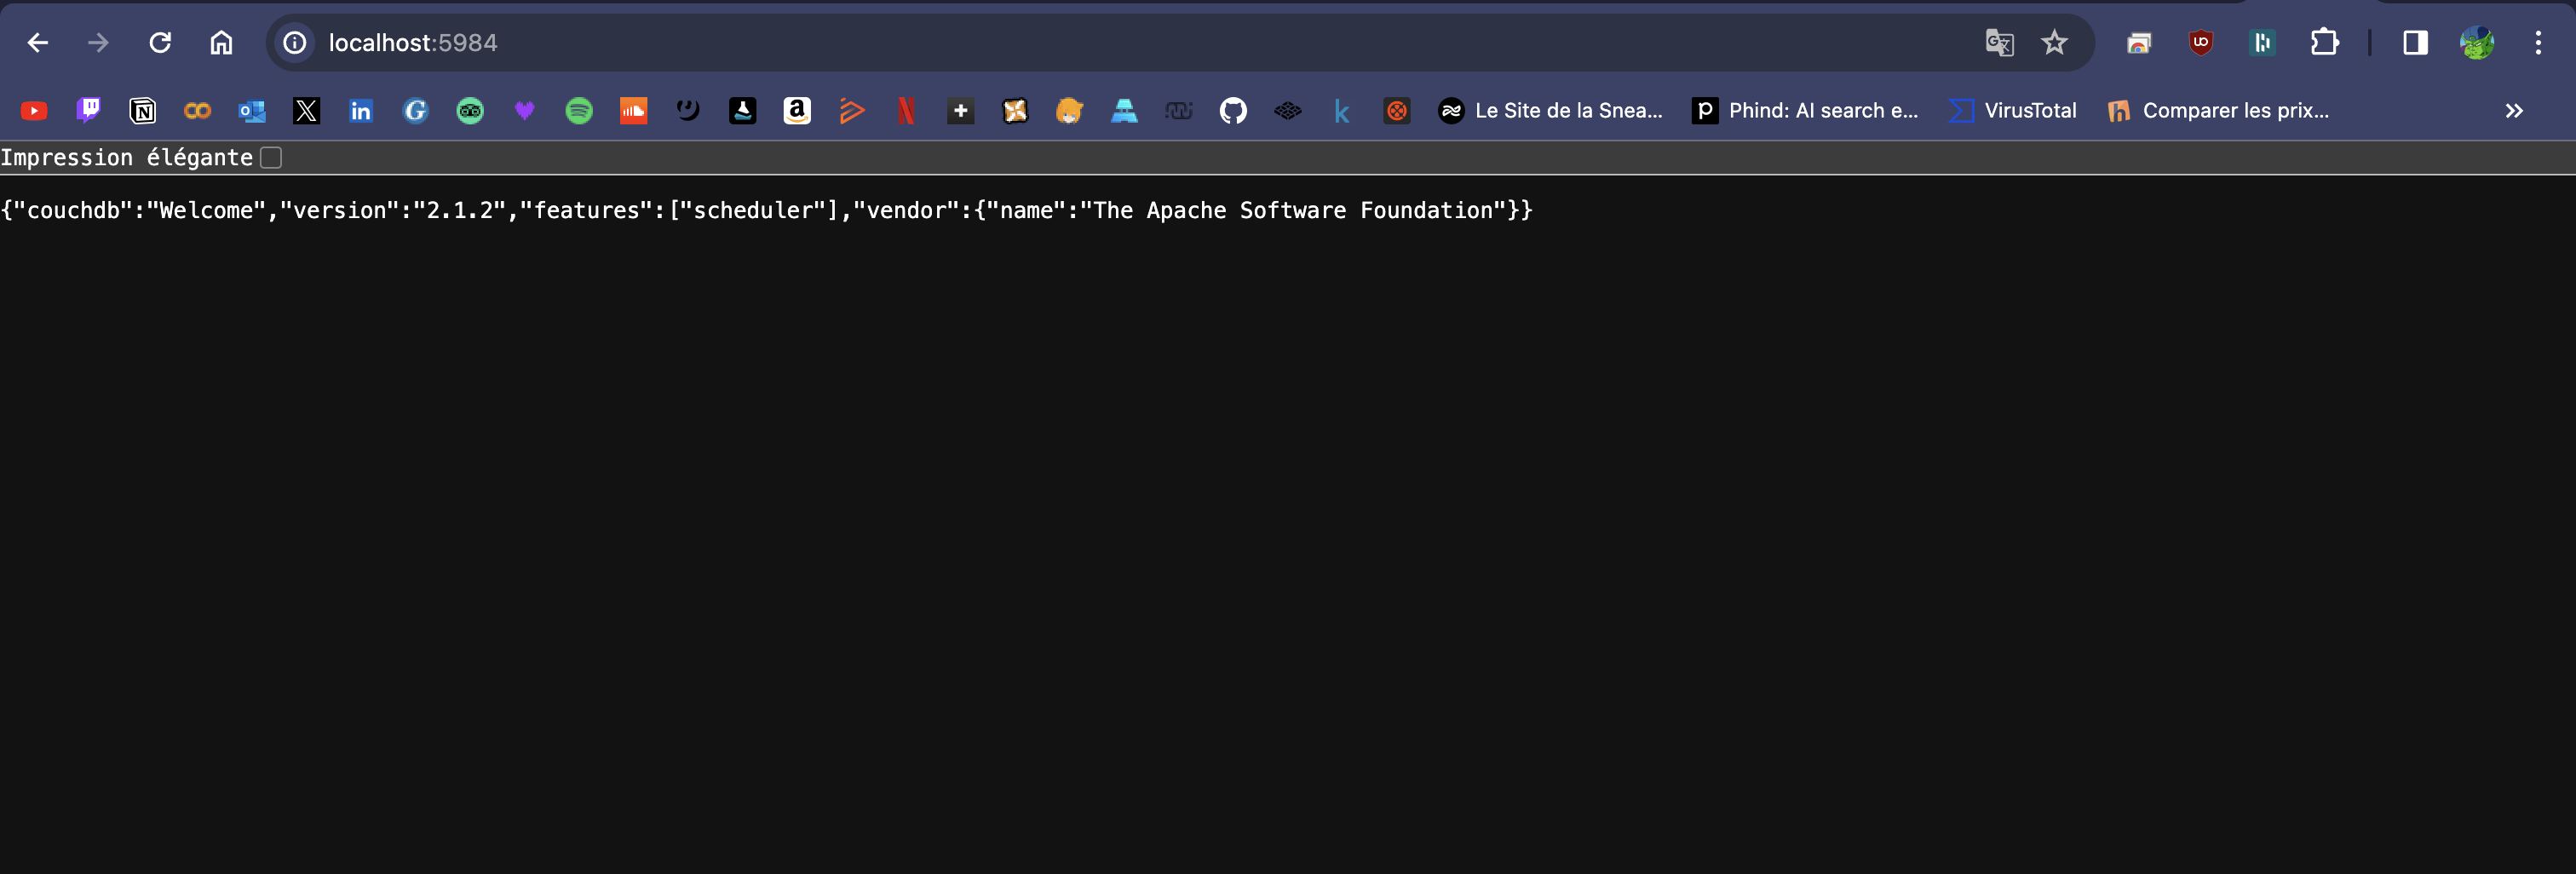 localhost:5984
Le Site de la Snea... Phind: AI search e... VirusTotal Comparer les prix...
Impression élégante
{"couchdb":"Welcome","version":"2.1.2","features":["scheduler"],"vendor":{"name":"The Apache Software Foundation"}}